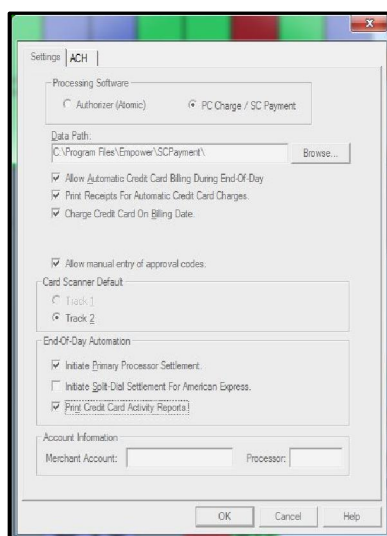 x
Settings ACH
Processing Software
Authorizer (Atomic) PC Charge / SC Payment
Data Path:
C:\Program Files\Empower\SCPayment\ Browse...
Allow Automatic Credit Card Billing During End-Of-Day
Print Receipts For Automatic Credit Card Charges.
Charge Credit Card On Billing Date.
Allow manual entry of approval codes.
Card Scanner Default
Track 1
Track 2
End-Of-Day Automation
Initiate Primary Processor Settlement.
Initiate Split-Dial Settlement For American Express.
Print Credit Card Activity Reports!
Account Information
Merchant Account: Processor:
OK Cancel Help